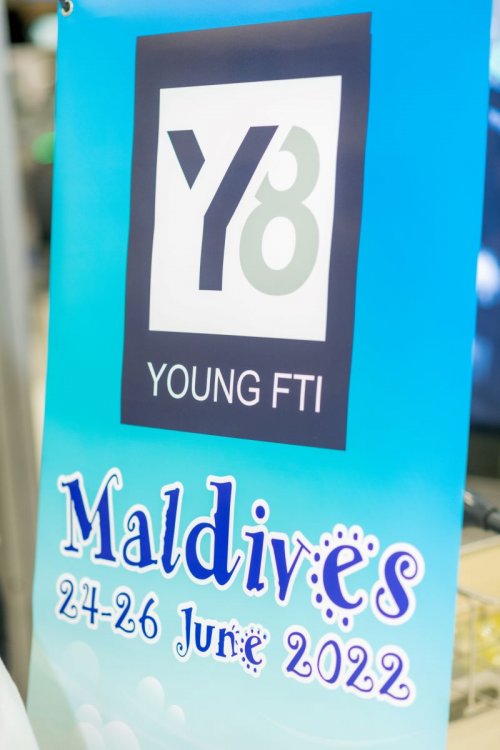 Y8
YOUNG FTI
Maldives
24-26 June 2022